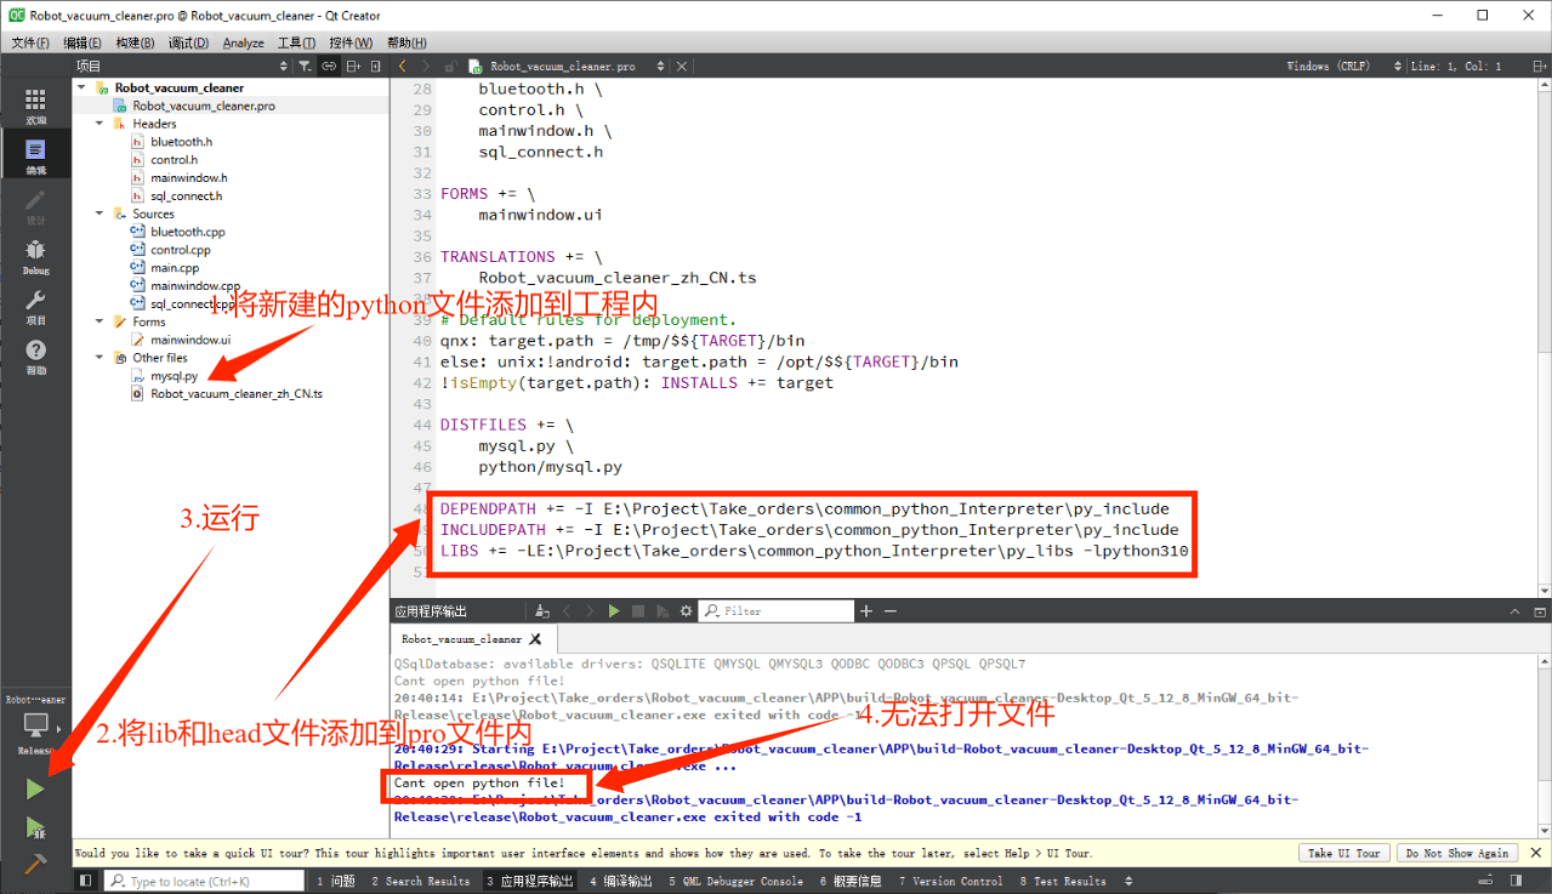 Robot_vacuum_cleaner.pro @ Robot_vacuum_cleaner - Qt Creator
文件(F) 编辑(E) 构建(B) 调试(D) Analyze 工具(T) 控件(W) 帮助(H)
项目
Robot_vacuum_cleaner.pro
Windows (CRLF)
Line: 1, Col: 1
欢迎
编辑
设计
Debug
项目
帮助
Robot_vacuum_cleaner
Robot_vacuum_cleaner.pro
Headers
bluetooth.h
control.h
mainwindow.h
sql_connect.h
Sources
bluetooth.cpp
control.cpp
main.cpp
mainwindow.cpp
sql_connect.cpp
Forms
mainwindow.ui
Other files
mysql.py
Robot_vacuum_cleaner_zh_CN.ts
1.将新建的python文件添加到工程内
28 bluetooth.h \
29 control.h \
30 mainwindow.h \
31 sql_connect.h
32
33 FORMS += \
34 mainwindow.ui
35
36 TRANSLATIONS += \
37 Robot_vacuum_cleaner_zh_CN.ts
38
39 # Default rules for deployment.
40 qnx: target.path = /tmp/$${TARGET}/bin
41 else: unix:!android: target.path = /opt/$${TARGET}/bin
42 !isEmpty(target.path): INSTALLS += target
43
44 DISTFILES += \
45 mysql.py \
46 python/mysql.py
47
48 DEPENDPATH += -I E:\Project\Take_orders\common_python_Interpreter\py_include
49 INCLUDEPATH += -I E:\Project\Take_orders\common_python_Interpreter\py_include
50 LIBS += -LE:\Project\Take_orders\common_python_Interpreter\py_libs -lpython310
51
3.运行
2.将lib和head文件添加到pro文件内
4.无法打开文件
应用程序输出
Filter
Robot_vacuum_cleaner
QSqlDatabase: available drivers: QSQLITE QMYSQL QMYSQL3 QODBC QODBC3 QPSQL QPSQL7
Cant open python file!
20:40:14: E:\Project\Take_orders\Robot_vacuum_cleaner\APP\build-Robot_vacuum_cleaner-Desktop_Qt_5_12_8_MinGW_64_bit-
Release\release\Robot_vacuum_cleaner.exe exited with code -1
20:40:29: Starting E:\Project\Take_orders\Robot_vacuum_cleaner\APP\build-Robot_vacuum_cleaner-Desktop_Qt_5_12_8_MinGW_64_bit-
Release\release\Robot_vacuum_cleaner.exe ...
Cant open python file!
E:\Project\Take_orders\Robot_vacuum_cleaner\APP\build-Robot_vacuum_cleaner-Desktop_Qt_5_12_8_MinGW_64_bit-
Release\release\Robot_vacuum_cleaner.exe exited with code -1
Robot···eaner
Release
Would you like to take a quick UI tour? This tour highlights important user interface elements and shows how they are used. To take the tour later, select Help > UI Tour.
Take UI Tour
Do Not Show Again
Type to locate (Ctrl+K)
1 问题 2 Search Results 3 应用程序输出 4 编译输出 5 QML Debugger Console 6 概要信息 7 Version Control 8 Test Results